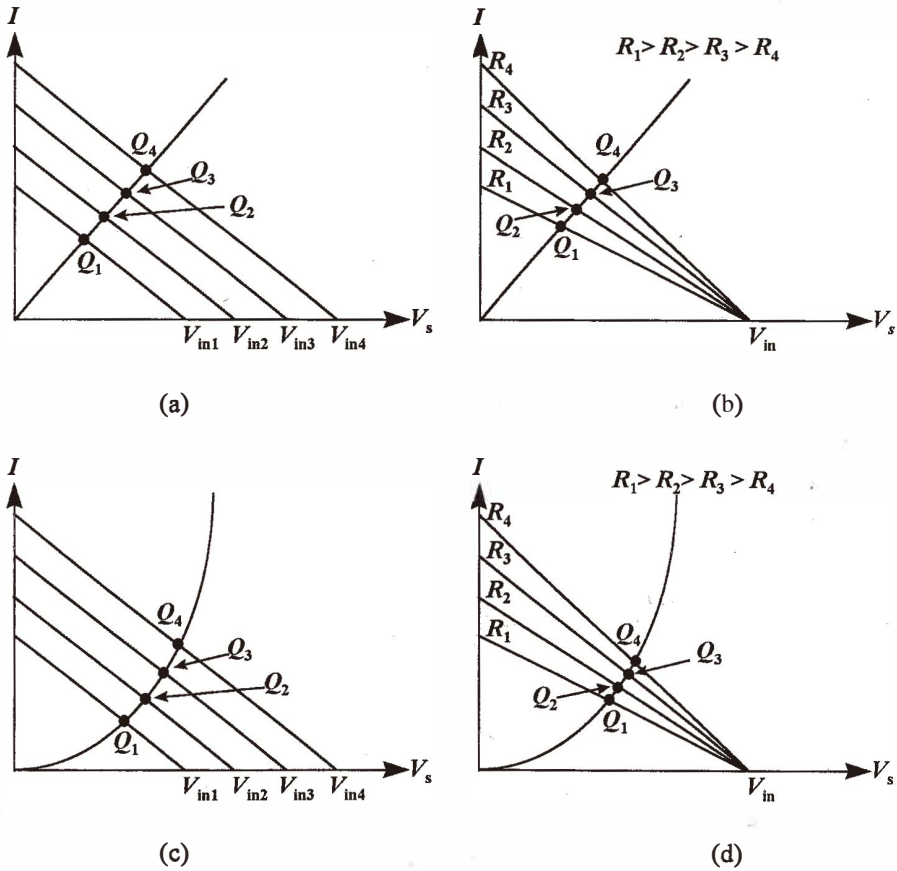 I
Q4
Q3
Q2
Q1
Vin1 Vin2 Vin3 Vin4
Vs
(a)
I
R1 > R2 > R3 > R4
R4
R3
R2
R1
Q4
Q3
Q2
Q1
Vin
Vs
(b)
I
Q4
Q3
Q2
Q1
Vin1 Vin2 Vin3 Vin4
Vs
(c)
I
R1 > R2 > R3 > R4
R4
R3
R2
R1
Q4
Q3
Q2
Q1
Vin
Vs
(d)